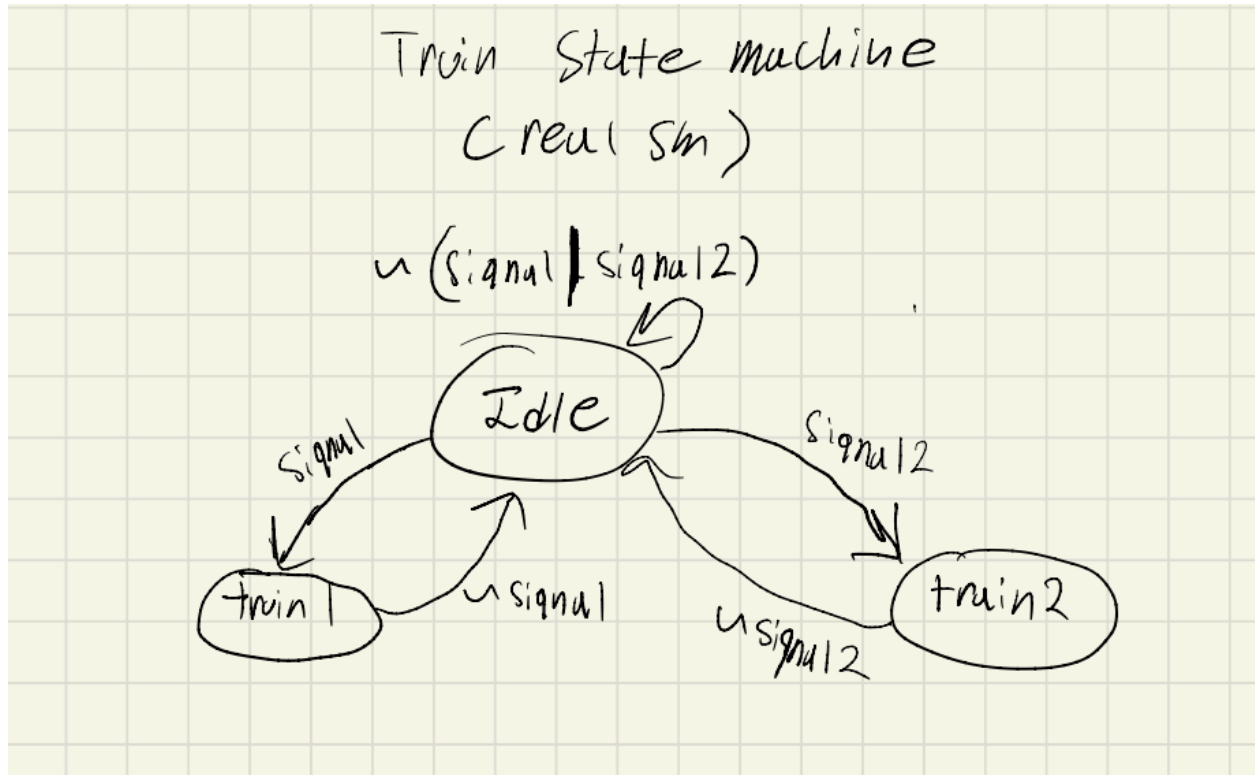 Train State machine
(real sm)
~ (signal | signal2)
Idle
signal
signal2
train1
~signal
~signal2
train2